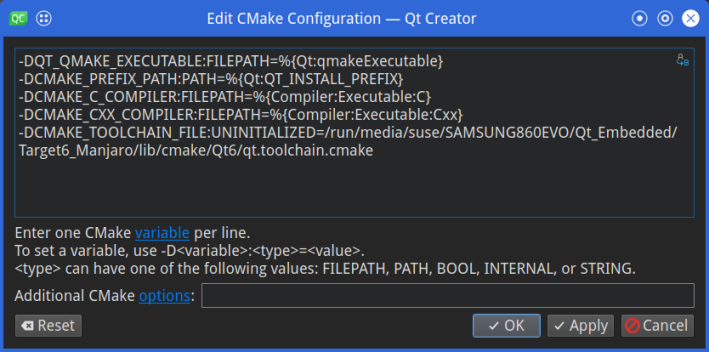 QC
Edit CMake Configuration — Qt Creator
-DQT_QMAKE_EXECUTABLE:FILEPATH=%{Qt:qmakeExecutable}
-DCMAKE_PREFIX_PATH:PATH=%{Qt:QT_INSTALL_PREFIX}
-DCMAKE_C_COMPILER:FILEPATH=%{Compiler:Executable:C}
-DCMAKE_CXX_COMPILER:FILEPATH=%{Compiler:Executable:Cxx}
-DCMAKE_TOOLCHAIN_FILE:UNINITIALIZED=/run/media/suse/SAMSUNG860EVO/Qt_Embedded/
Target6_Manjaro/lib/cmake/Qt6/qt.toolchain.cmake
Enter one CMake variable per line.
To set a variable, use -D<variable>:<type>=<value>.
<type> can have one of the following values: FILEPATH, PATH, BOOL, INTERNAL, or STRING.
Additional CMake options:
Reset
OK
Apply
Cancel